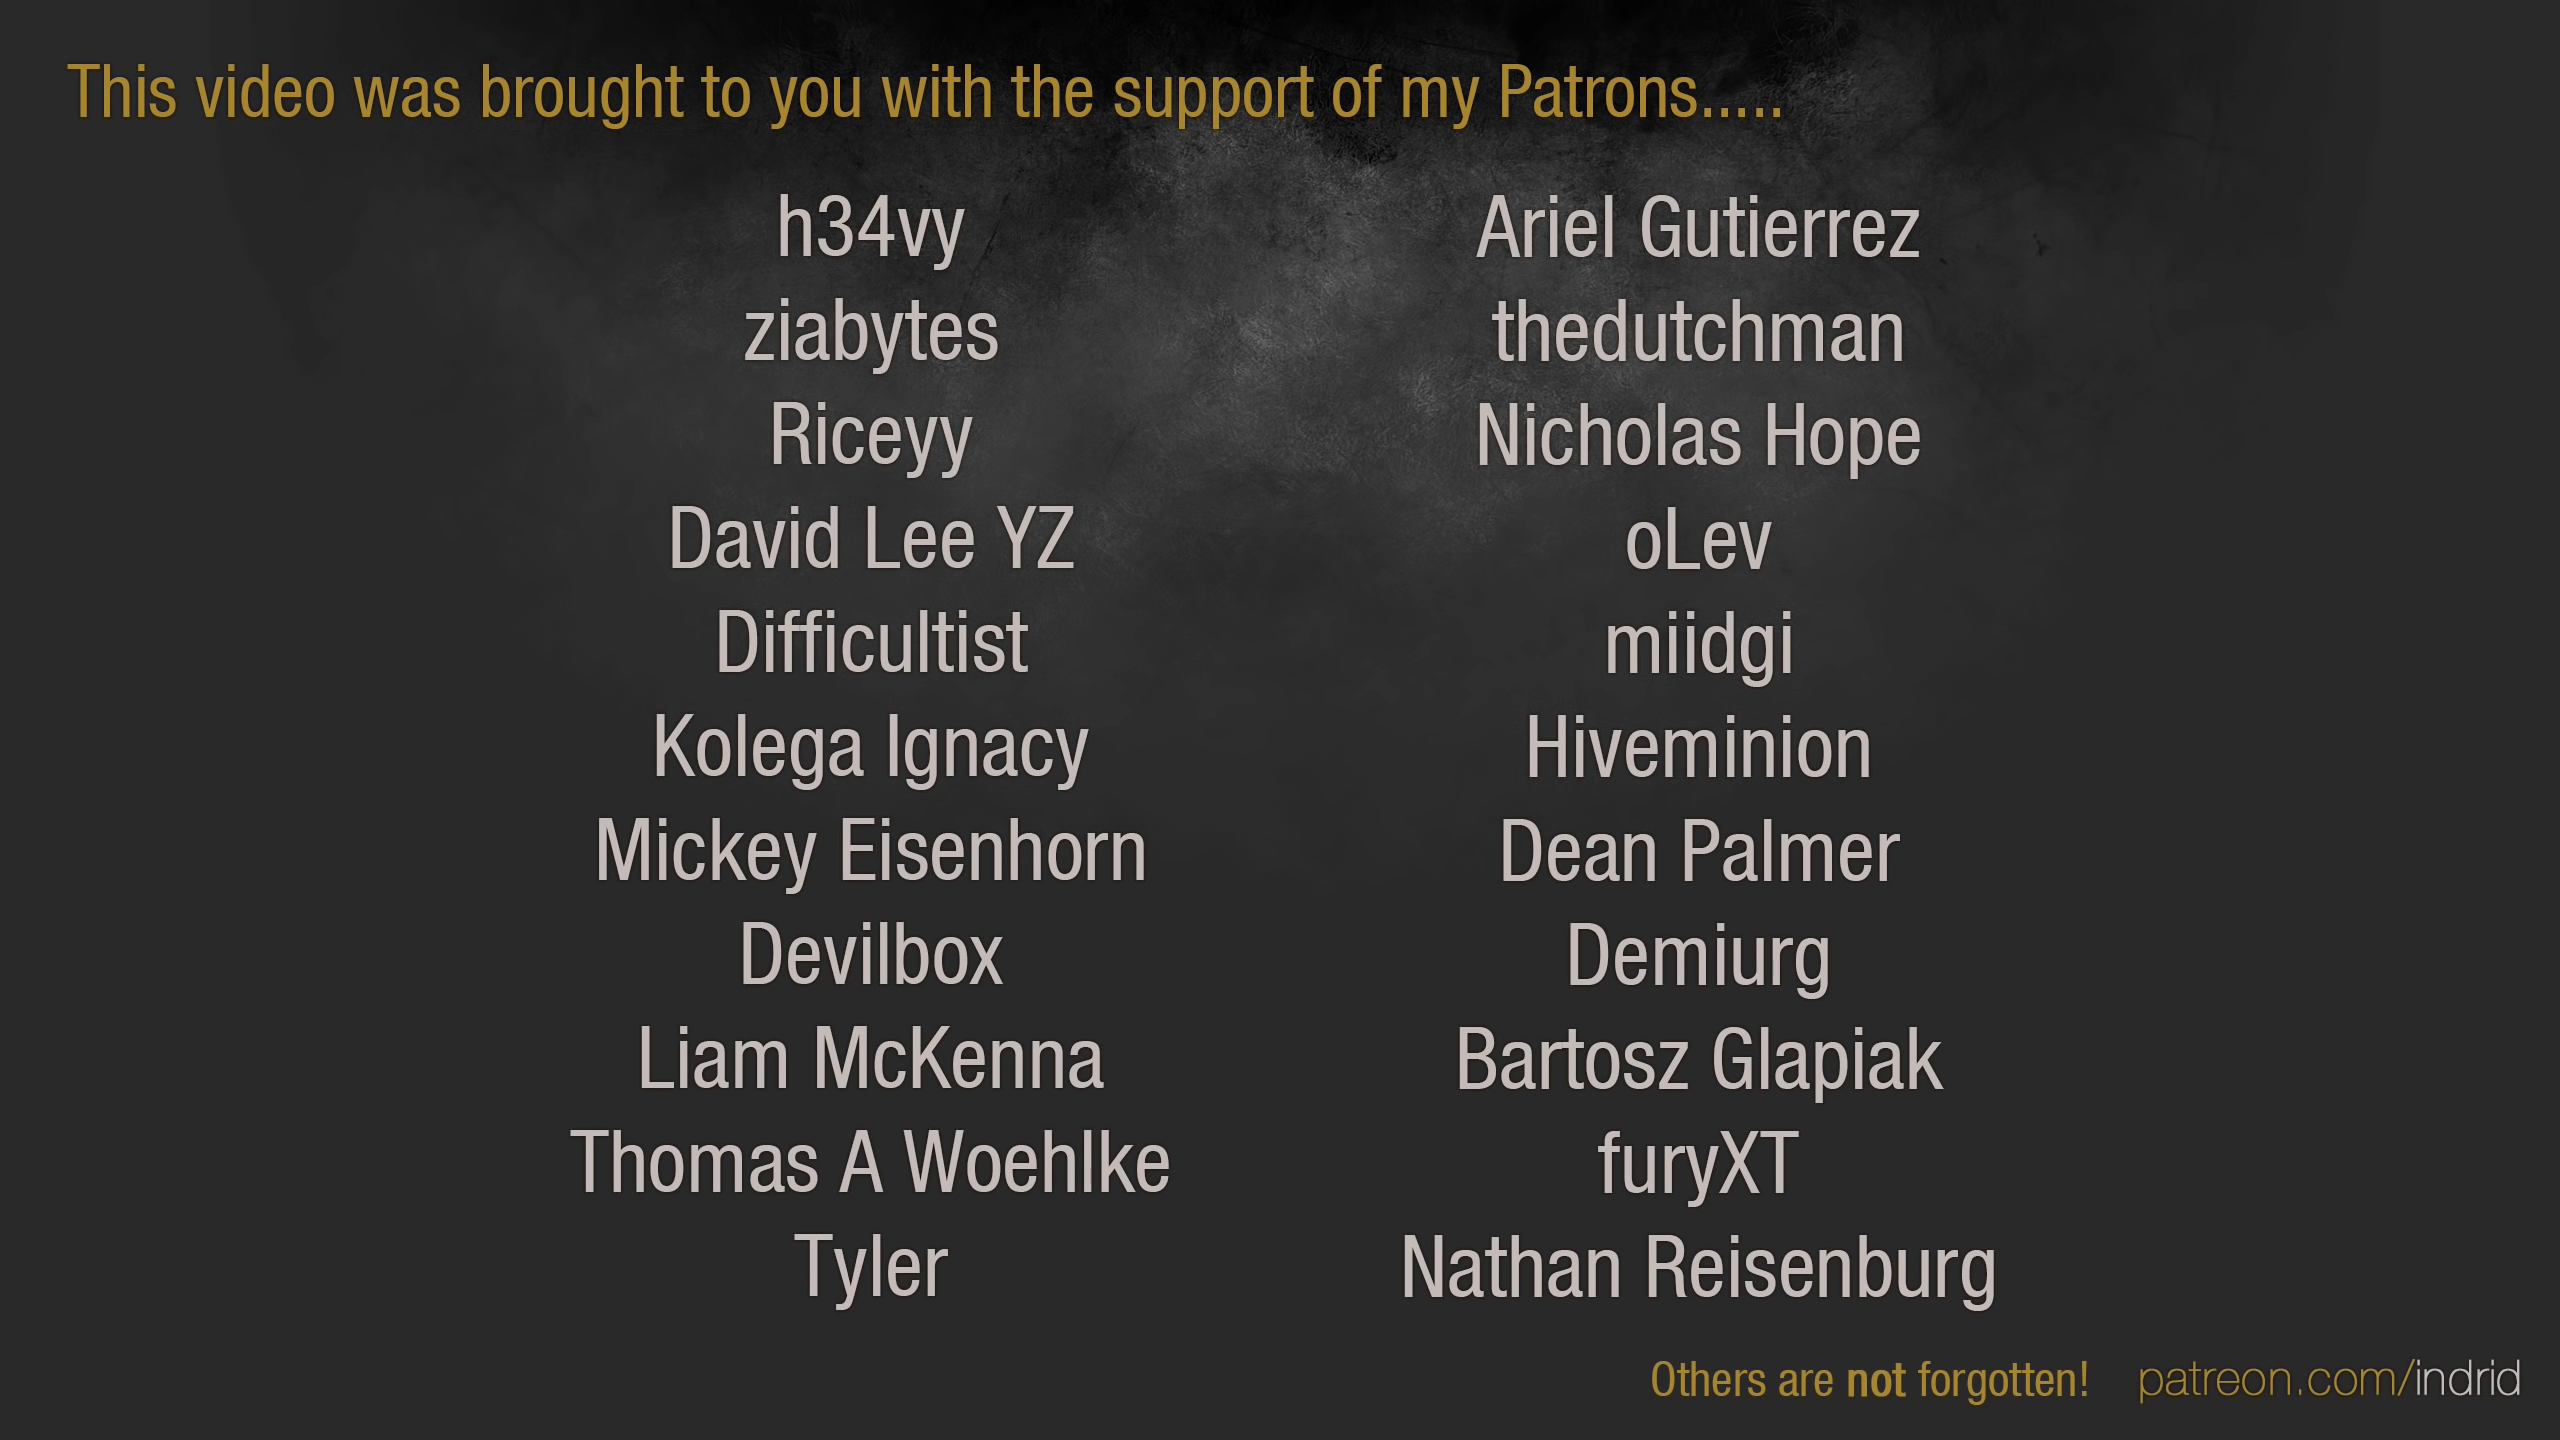 This video was brought to you with the support of my Patrons.....
h34vy
ziabytes
Riceyy
David Lee YZ
Difficultist
Kolega Ignacy
Mickey Eisenhorn
Devilbox
Liam McKenna
Thomas A Woehlke
Tyler
Ariel Gutierrez
thedutchman
Nicholas Hope
oLev
miidgi
Hiveminion
Dean Palmer
Demiurg
Bartosz Glapiak
furyXT
Nathan Reisenburg
Others are not forgotten!
patreon.com/indrid